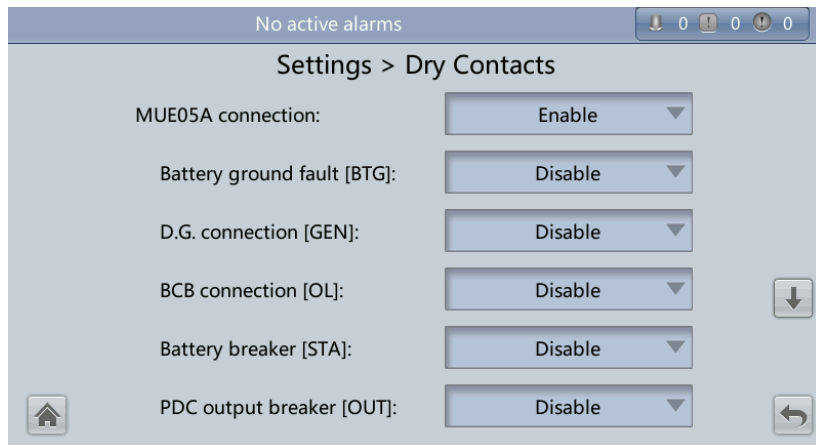 No active alarms 0 0 0
Settings > Dry Contacts
MUE05A connection: Enable
Battery ground fault [BTG]: Disable
D.G. connection [GEN]: Disable
BCB connection [OL]: Disable
Battery breaker [STA]: Disable
PDC output breaker [OUT]: Disable